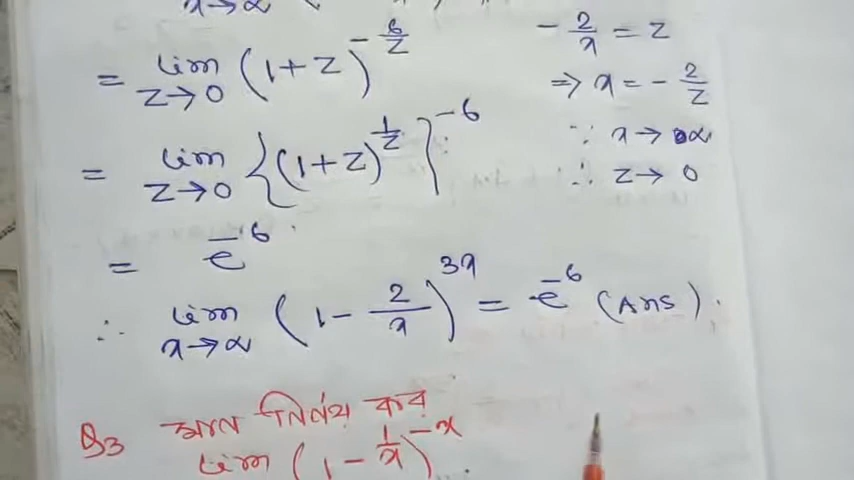 x→∝
= lim z→0 (1+z)^{-6/z}   -2/x = z
⇒ x = -2/z
= lim z→0 {(1+z)^{1/z}}^{-6}   ∵ x→∝
∴ z→0
= e^{-6}
∴ lim x→∝ (1 - 2/x)^{3x} = e^{-6} (Ans).
Q3 মান নির্ণয় কর
lim (1 - 1/x)^{-x}